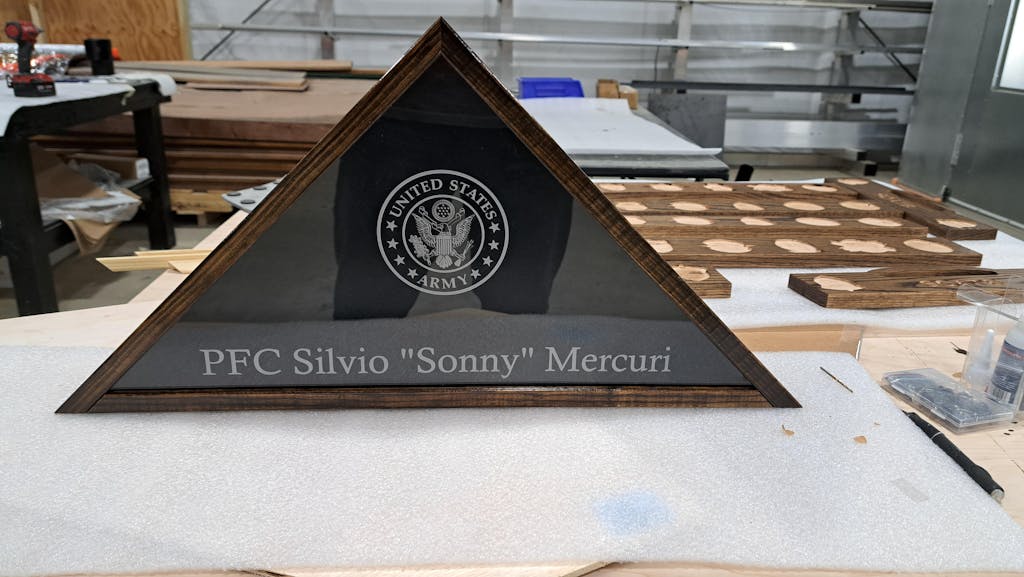 UNITED STATES
ARMY
PFC Silvio "Sonny" Mercuri